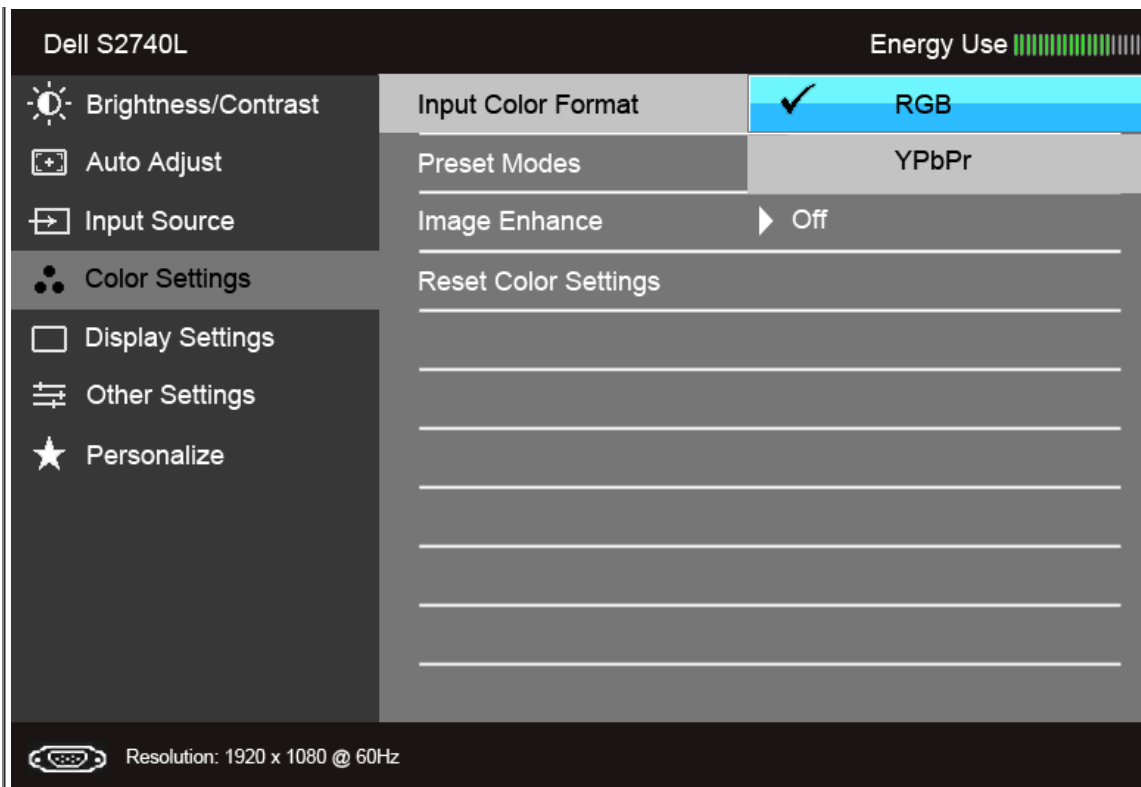 Dell S2740L
Energy Use
Brightness/Contrast
Auto Adjust
Input Source
Color Settings
Display Settings
Other Settings
Personalize
Input Color Format
RGB
YPbPr
Preset Modes
Image Enhance
Off
Reset Color Settings
Resolution: 1920 x 1080 @ 60Hz